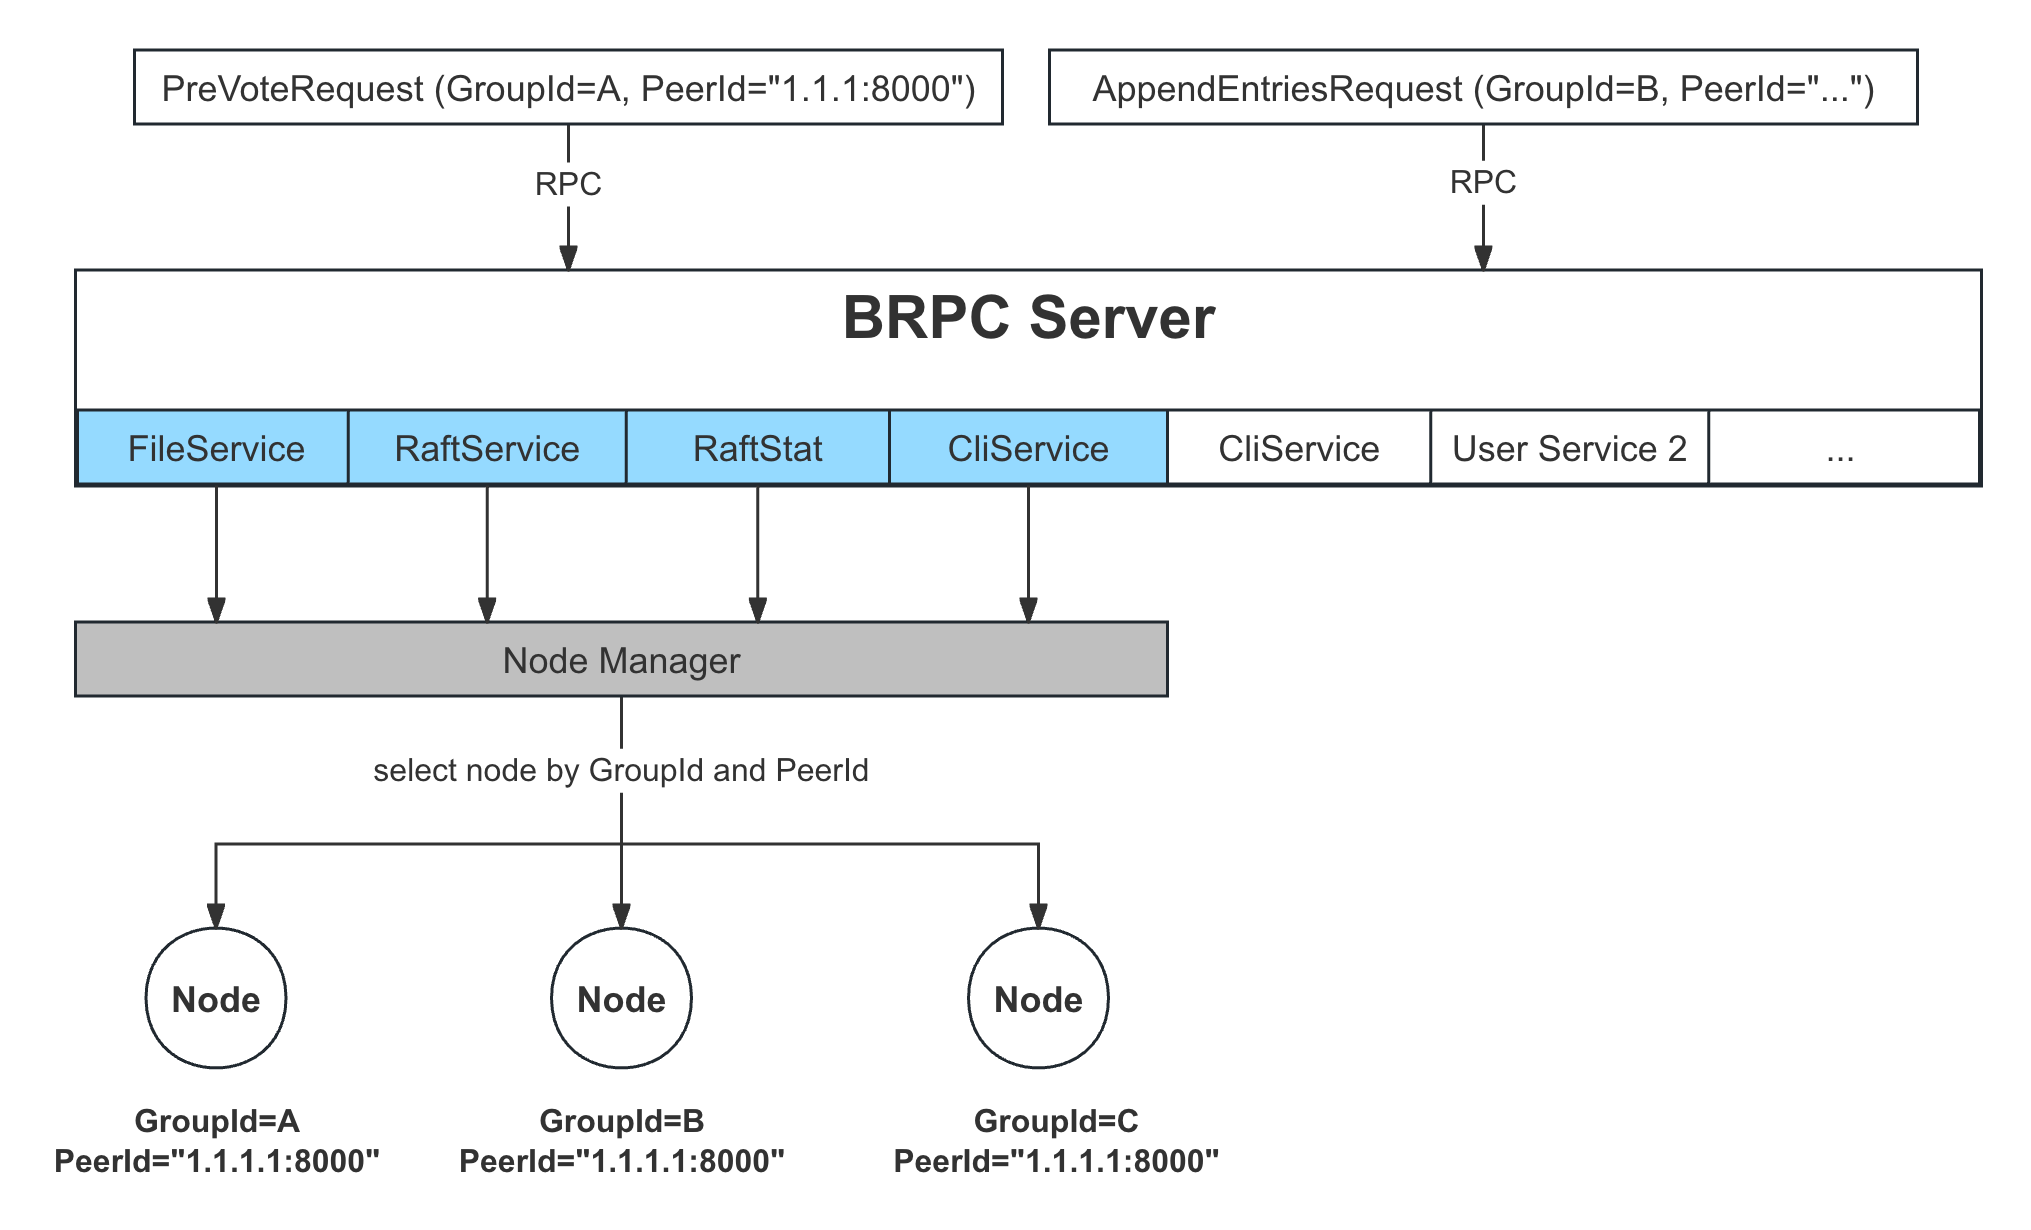 PreVoteRequest (GroupId=A, PeerId="1.1.1:8000")
AppendEntriesRequest (GroupId=B, PeerId="...")
RPC
RPC
BRPC Server
FileService
RaftService
RaftStat
CliService
CliService
User Service 2
...
Node Manager
select node by GroupId and PeerId
Node
Node
Node
GroupId=A
PeerId="1.1.1.1:8000"
GroupId=B
PeerId="1.1.1.1:8000"
GroupId=C
PeerId="1.1.1.1:8000"